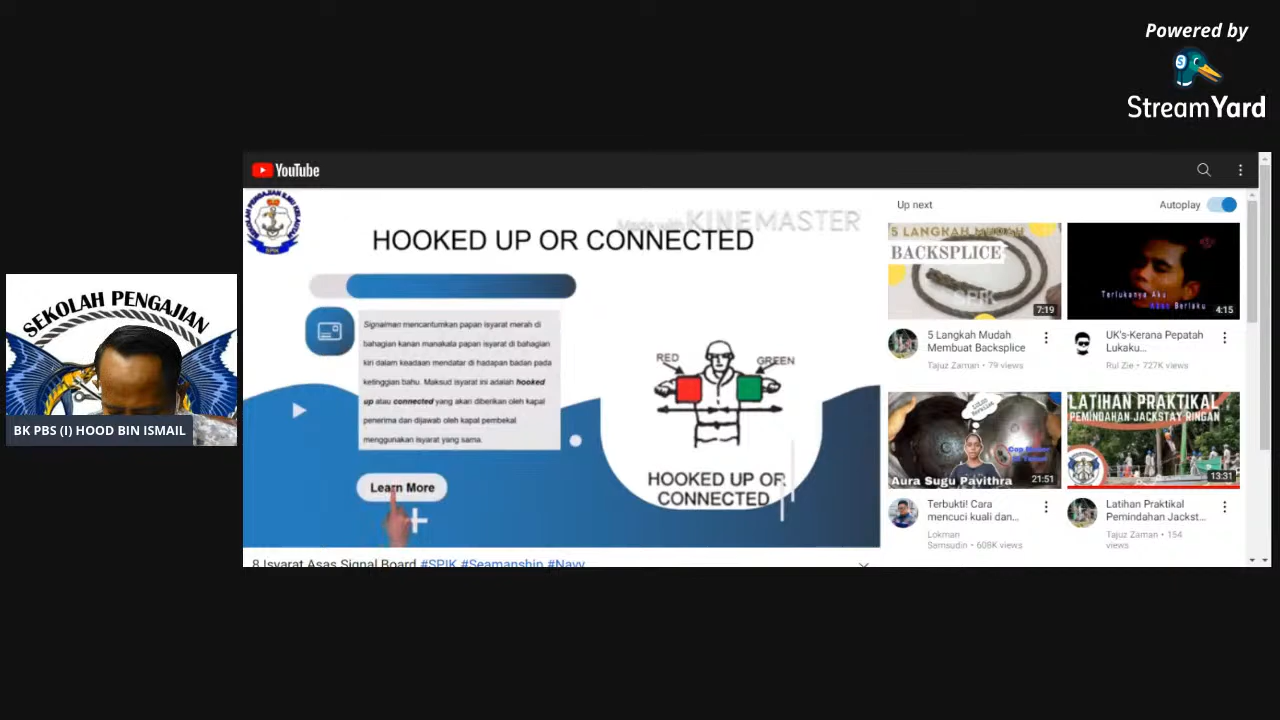 Powered by
StreamYard
YouTube
Made with KINEMASTER
HOOKED UP OR CONNECTED
Signalman mencantumkan papan isyarat merah di
bahagian kanan manakala papan isyarat di bahagian
kiri dalam keadaan mendatar di hadapan badan pada
ketinggian bahu. Maksud isyarat ini adalah hooked
up atau connected yang akan diberikan oleh kapal
penerima dan dijawab oleh kapal pembekal
menggunakan isyarat yang sama.
Learn More
RED
GREEN
HOOKED UP OR
CONNECTED
8 Isyarat Asas Signal Board #SPIK #Seamanship #Navy
Up next
Autoplay
5 LANGKAH MUDAH
BACKSPLICE
SPIK
7:19
5 Langkah Mudah
Membuat Backsplice
Tajuz Zaman • 79 views
Terlukanya Aku
Asas Berlaku
4:15
UK's-Kerana Pepatah
Lukaku...
Rul Zie • 727K views
Aura Sugu Pavithra
21:51
Terbukti! Cara
mencuci kuali dan...
Lokman
Samsudin • 608K views
LATIHAN PRAKTIKAL
PEMINDAHAN JACKSTAY RINGAN
13:31
Latihan Praktikal
Pemindahan Jackst...
Tajuz Zaman • 154
views
SEKOLAH PENGAJIAN
BK PBS (I) HOOD BIN ISMAIL